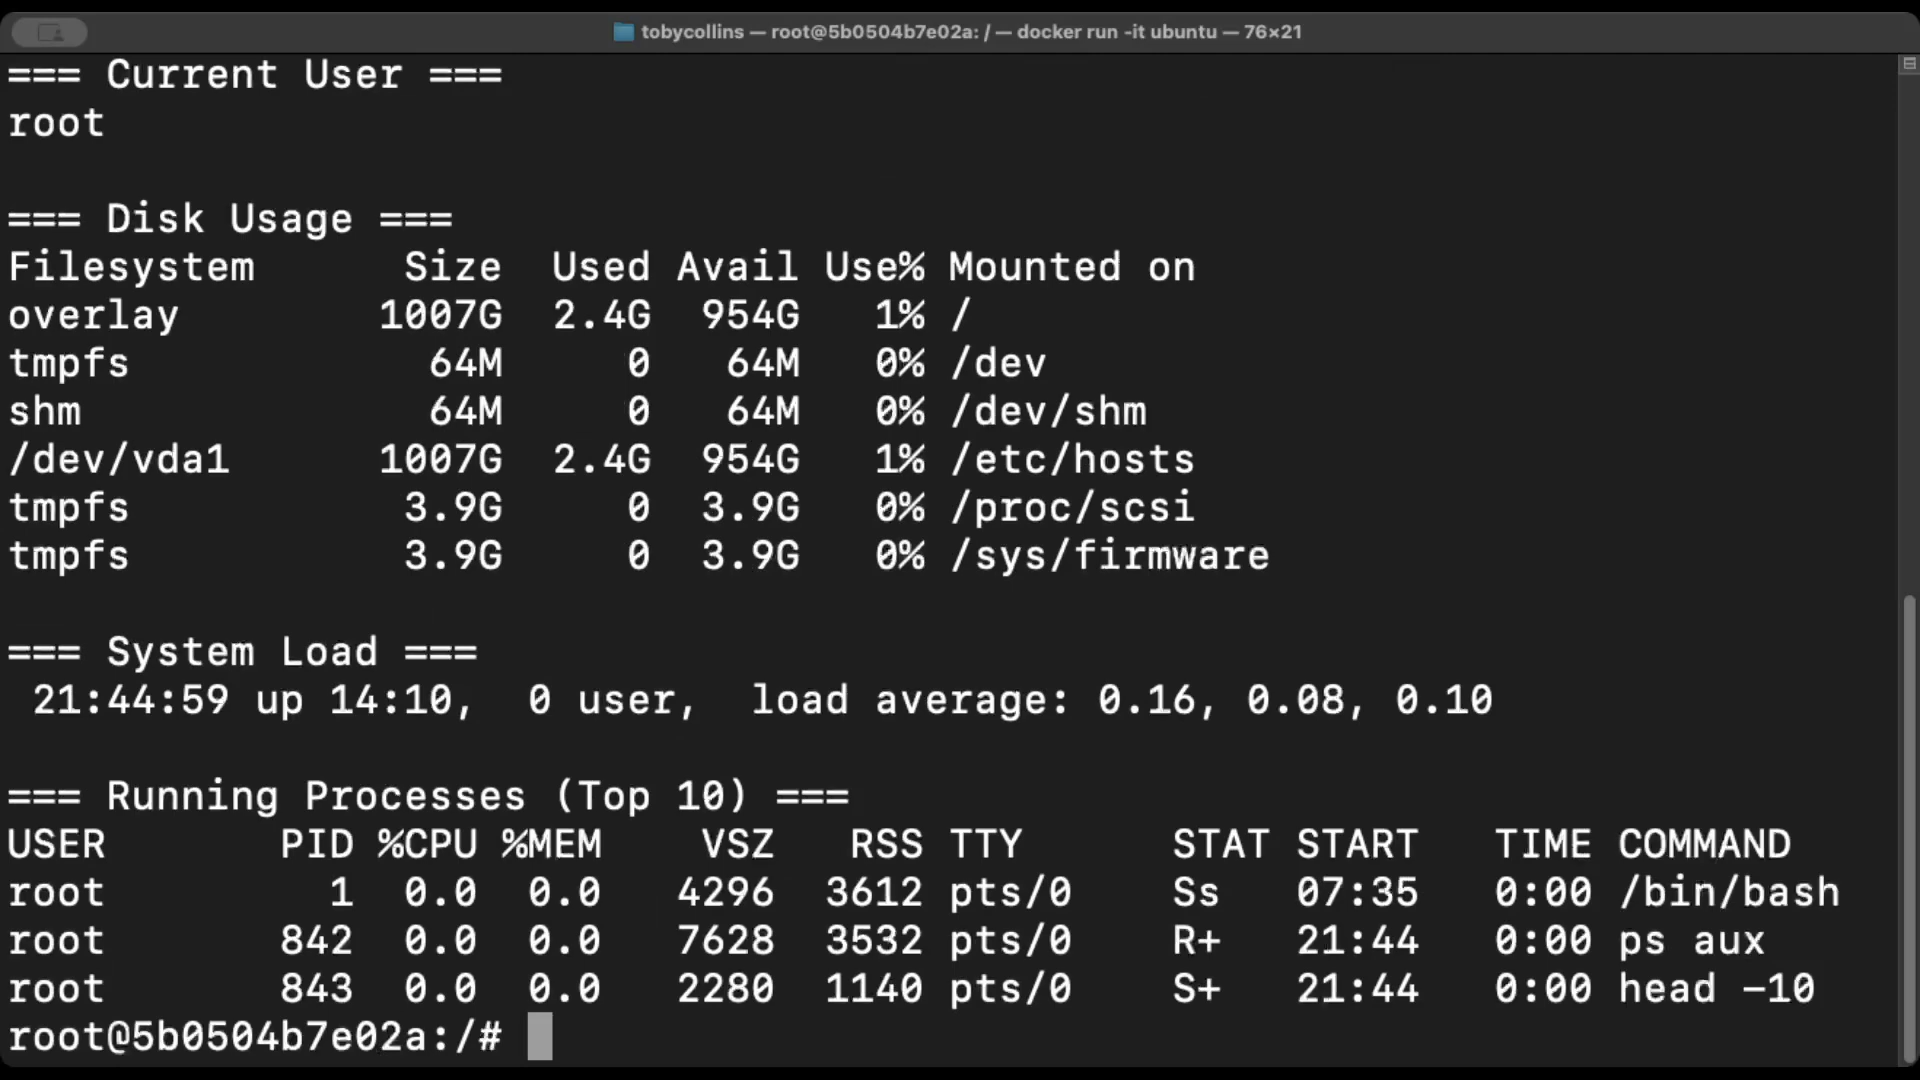 tobycollins — root@5b0504b7e02a: / — docker run -it ubuntu — 76×21
=== Current User ===
root

=== Disk Usage ===
Filesystem      Size  Used Avail Use% Mounted on
overlay        1007G  2.4G  954G   1% /
tmpfs            64M     0   64M   0% /dev
shm              64M     0   64M   0% /dev/shm
/dev/vda1      1007G  2.4G  954G   1% /etc/hosts
tmpfs           3.9G     0  3.9G   0% /proc/scsi
tmpfs           3.9G     0  3.9G   0% /sys/firmware

=== System Load ===
 21:44:59 up 14:10,  0 user,  load average: 0.16, 0.08, 0.10

=== Running Processes (Top 10) ===
USER       PID %CPU %MEM    VSZ   RSS TTY      STAT START   TIME COMMAND
root         1  0.0  0.0   4296  3612 pts/0    Ss   07:35   0:00 /bin/bash
root       842  0.0  0.0   7628  3532 pts/0    R+   21:44   0:00 ps aux
root       843  0.0  0.0   2280  1140 pts/0    S+   21:44   0:00 head -10
root@5b0504b7e02a:/#